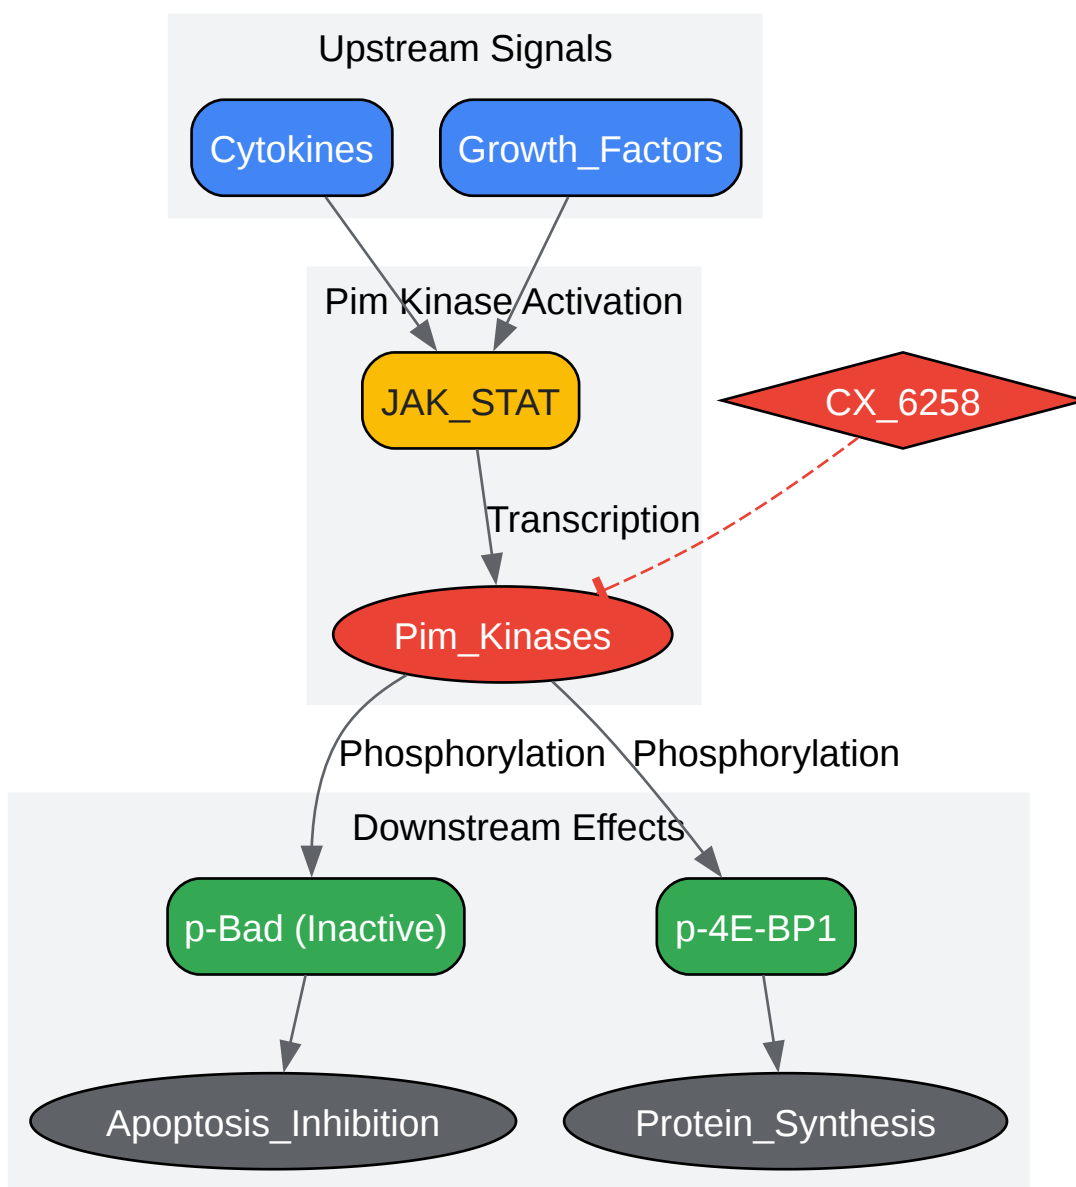 Upstream Signals
Cytokines
Growth_Factors
Pim Kinase Activation
JAK_STAT
CX_6258
Transcription
Pim_Kinases
Phosphorylation
Phosphorylation
Downstream Effects
p-Bad (Inactive)
p-4E-BP1
Apoptosis_Inhibition
Protein_Synthesis